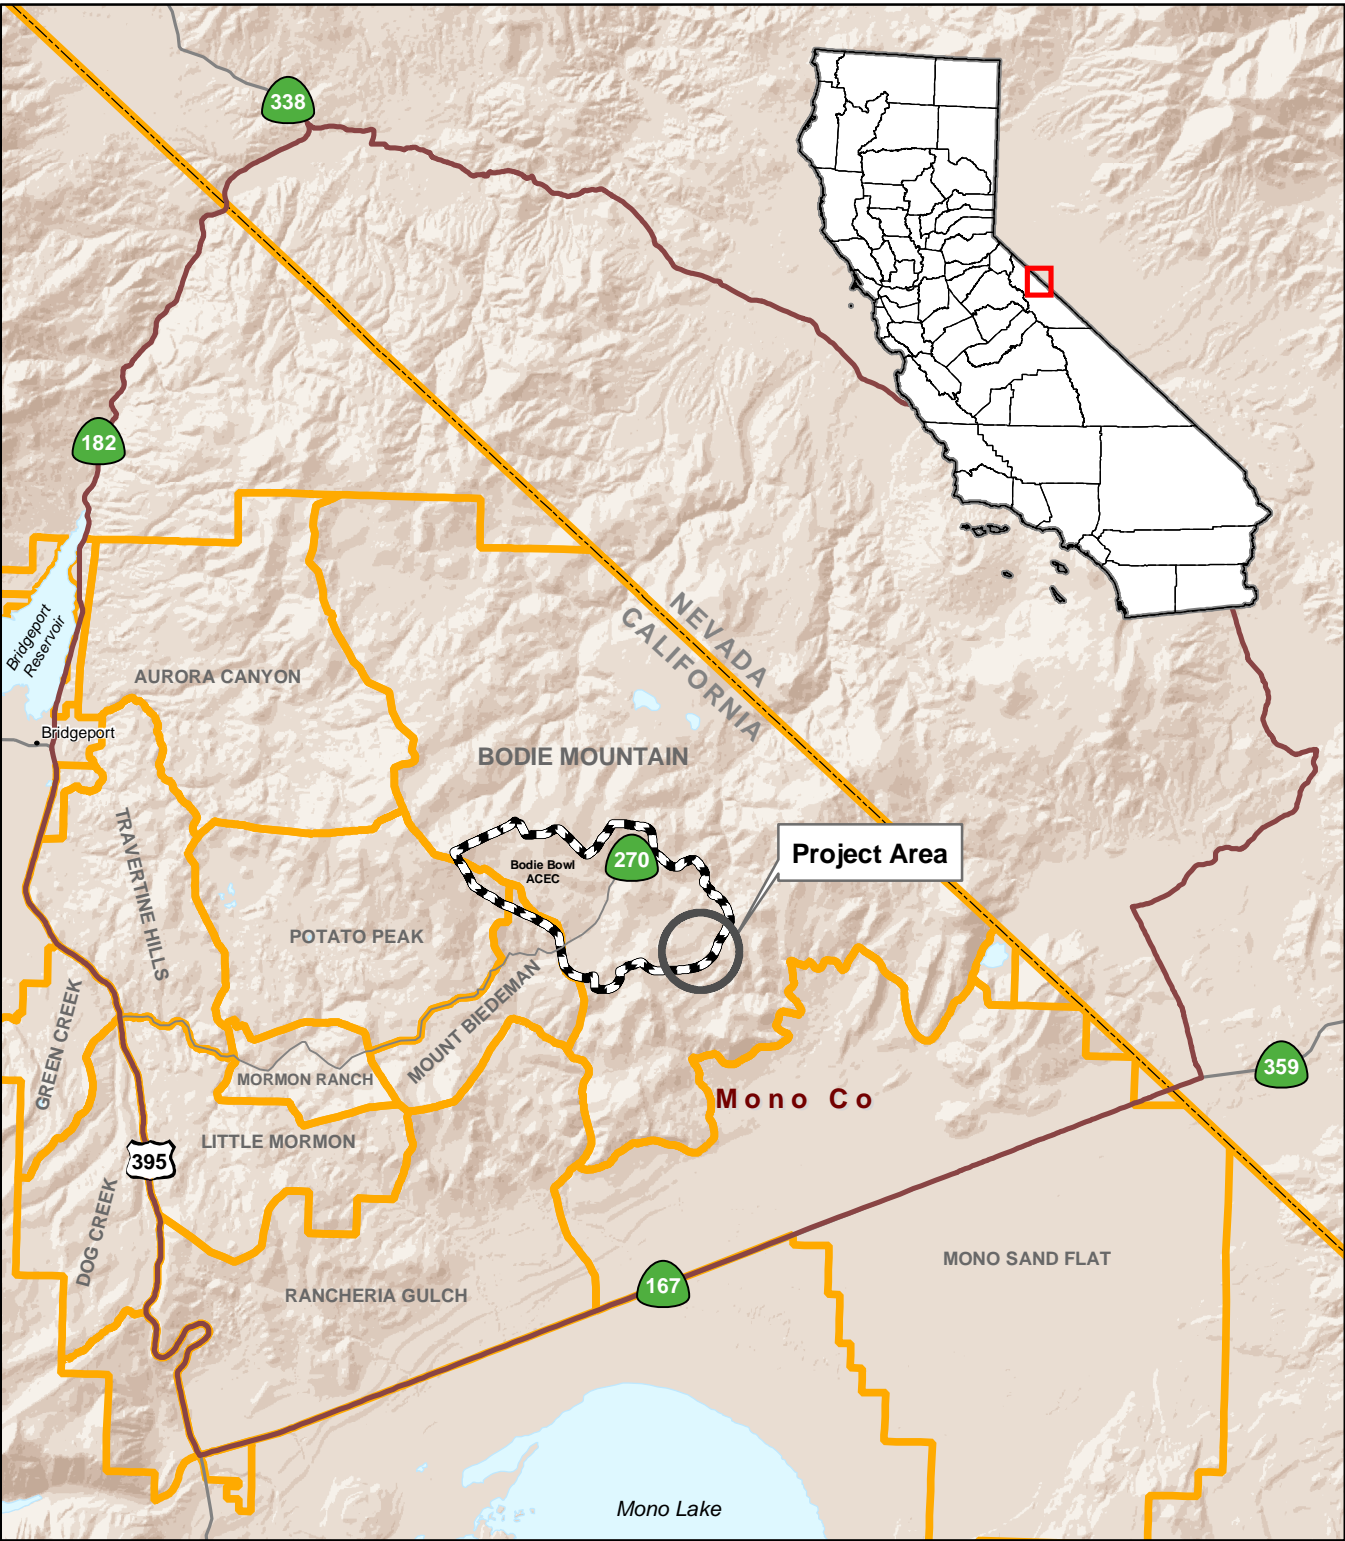 338
182
NEVADA
CALIFORNIA
Bridgeport
Reservoir
AURORA CANYON
Bridgeport
BODIE MOUNTAIN
TRAVERTINE HILLS
Project Area
Bodie Bowl
ACEC
270
POTATO PEAK
MOUNT BIEDEMAN
GREEN CREEK
MORMON RANCH
359
Mono Co
LITTLE MORMON
395
DOG CREEK
MONO SAND FLAT
RANCHERIA GULCH
167
Mono Lake